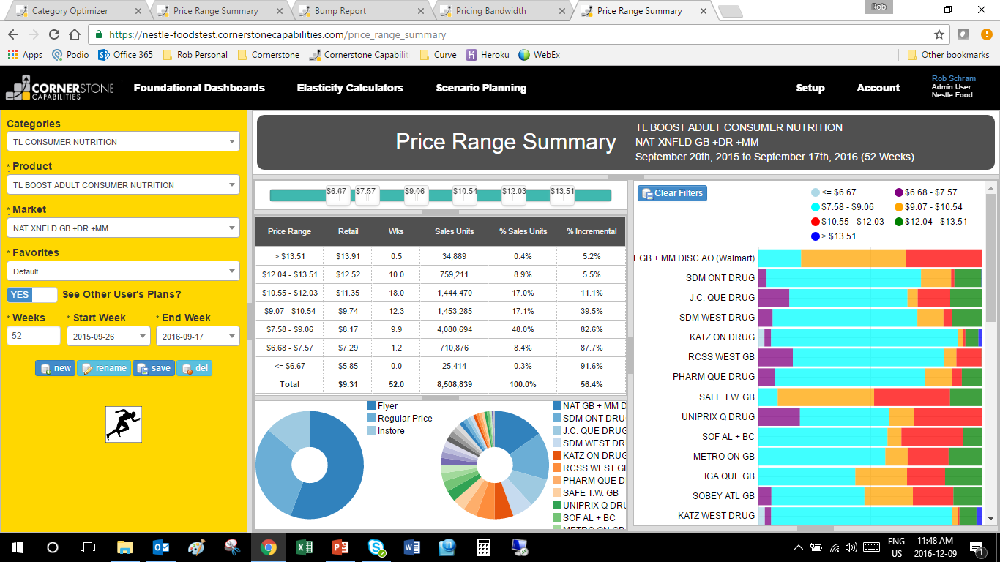 Category Optimizer
Price Range Summary
Bump Report
Pricing Bandwidth
Price Range Summary
Rob
https://nestle-foodstest.cornerstonecapabilities.com/price_range_summary
Apps
Podio
Office 365
Rob Personal
Cornerstone
Cornerstone Capabilit
Curve
Heroku
WebEx
Other bookmarks
CORNERSTONE
CAPABILITIES
Foundational Dashboards
Elasticity Calculators
Scenario Planning
Setup
Account
Rob Schram
Admin User
Nestle Food
Categories
TL CONSUMER NUTRITION
* Product
TL BOOST ADULT CONSUMER NUTRITION
* Market
NAT XNFLD GB +DR +MM
* Favorites
Default
YES See Other User's Plans?
* Weeks * Start Week * End Week
52 2015-09-26 2016-09-17
new rename save del
Price Range Summary
TL BOOST ADULT CONSUMER NUTRITION
NAT XNFLD GB +DR +MM
September 20th, 2015 to September 17th, 2016 (52 Weeks)
$6.67 $7.57 $9.06 $10.54 $12.03 $13.51
Price Range Retail Wks Sales Units % Sales Units % Incremental
> $13.51 $13.91 0.5 34,889 0.4% 5.2%
$12.04 - $13.51 $12.52 10.0 759,211 8.9% 5.5%
$10.55 - $12.03 $11.35 18.0 1,444,470 17.0% 11.1%
$9.07 - $10.54 $9.74 12.3 1,453,285 17.1% 39.5%
$7.58 - $9.06 $8.17 9.9 4,080,694 48.0% 82.6%
$6.68 - $7.57 $7.29 1.2 710,876 8.4% 87.7%
<= $6.67 $5.85 0.0 25,414 0.3% 91.6%
Total $9.31 52.0 8,508,839 100.0% 56.4%
Flyer
Regular Price
Instore
NAT GB + MM D
SDM ONT DRU
J.C. QUE DRUG
SDM WEST DR
KATZ ON DRUG
RCSS WEST GB
PHARM QUE D
SAFE T.W. GB
UNIPRIX Q DRU
SOF AL + BC
METRO ON GB
Clear Filters
<= $6.67 $6.68 - $7.57
$7.58 - $9.06 $9.07 - $10.54
$10.55 - $12.03 $12.04 - $13.51
> $13.51
T GB + MM DISC AO (Walmart)
SDM ONT DRUG
J.C. QUE DRUG
SDM WEST DRUG
KATZ ON DRUG
RCSS WEST GB
PHARM QUE DRUG
SAFE T.W. GB
UNIPRIX Q DRUG
SOF AL + BC
METRO ON GB
IGA QUE GB
SOBEY ATL GB
KATZ WEST DRUG
ENG
US
11:48 AM
2016-12-09
1